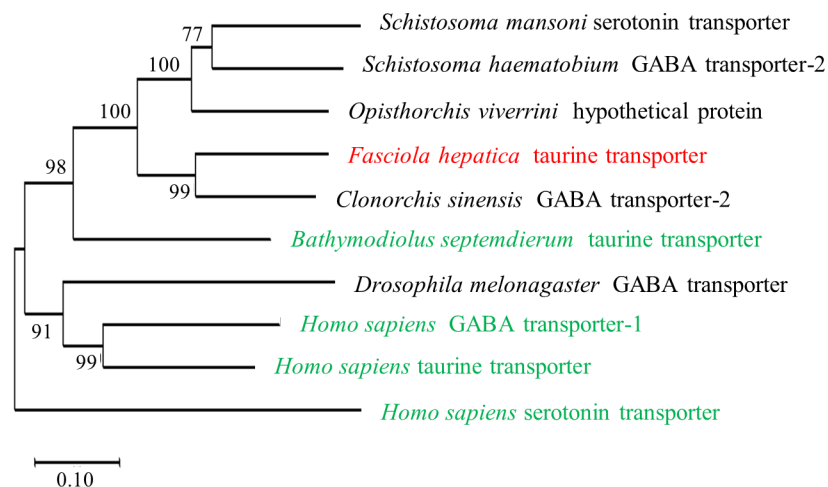 77
Schistosoma mansoni serotonin transporter
Schistosoma haematobium GABA transporter-2
100
100
Opisthorchis viverrini hypothetical protein
Fasciola hepatica taurine transporter
98
99
Clonorchis sinensis GABA transporter-2
Bathymodiolus septemdierum taurine transporter
Drosophila melonagaster GABA transporter
91
Homo sapiens GABA transporter-1
99
Homo sapiens taurine transporter
Homo sapiens serotonin transporter
0.10